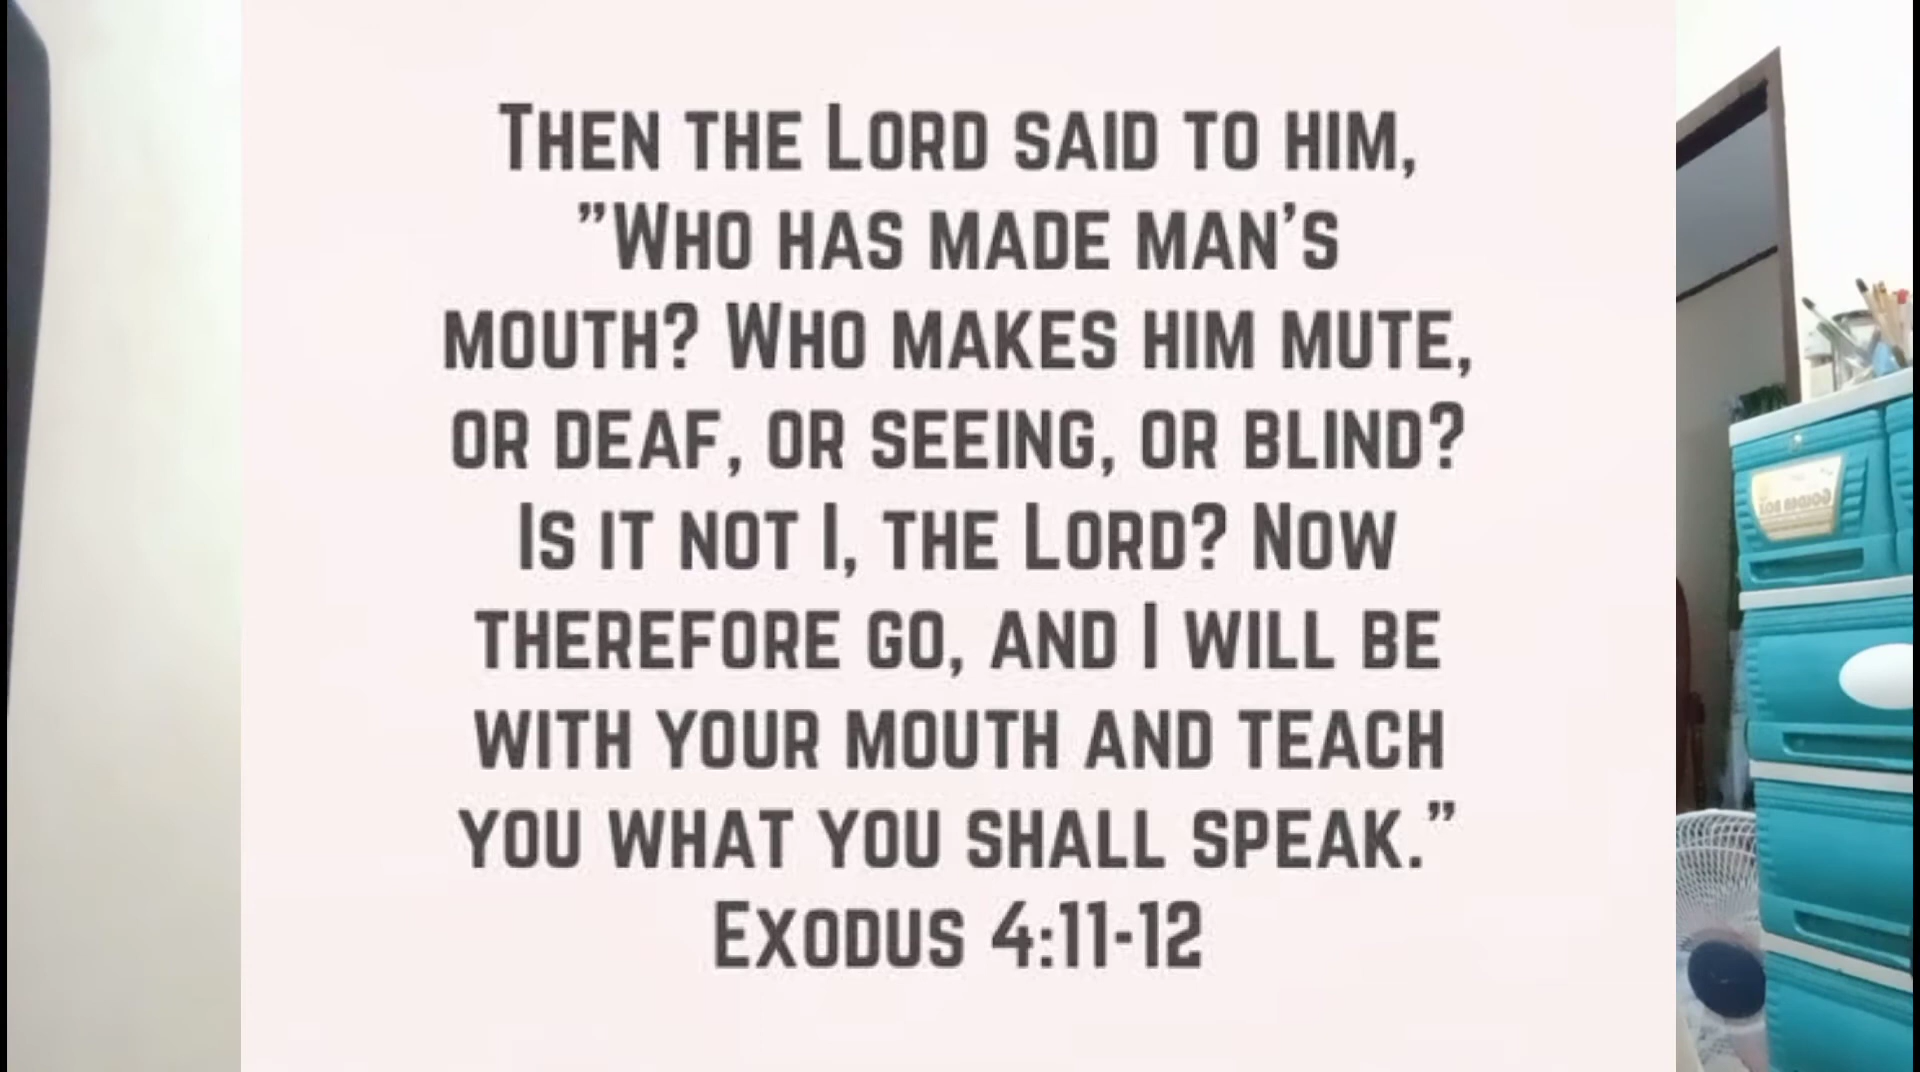 Then the Lord said to him,
”Who has made man’s
mouth? Who makes him mute,
or deaf, or seeing, or blind?
Is it not I, the Lord? Now
therefore go, and I will be
with your mouth and teach
you what you shall speak.”
Exodus 4:11-12
GOLDEN BOX